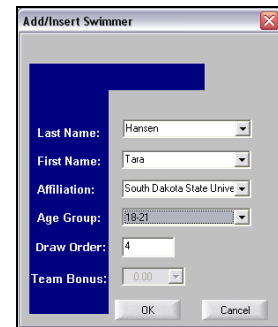 Add/Insert Swimmer
Last Name: Hansen
First Name: Tara
Affiliation: South Dakota State Unive
Age Group: 18-21
Draw Order: 4
Team Bonus: 0.00
OK Cancel